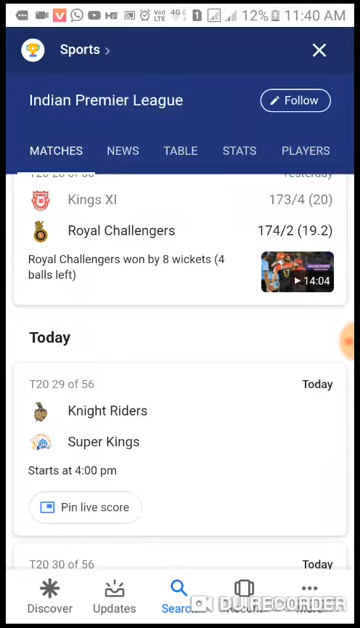 12% 11:40 AM
Sports >
Indian Premier League
Follow
MATCHES NEWS TABLE STATS PLAYERS
Yesterday
Kings XI 173/4 (20)
Royal Challengers 174/2 (19.2)
Royal Challengers won by 8 wickets (4
balls left)
14:04
Today
T20 29 of 56 Today
Knight Riders
Super Kings
Starts at 4:00 pm
Pin live score
T20 30 of 56 Today
Discover Updates Search
DU RECORDER